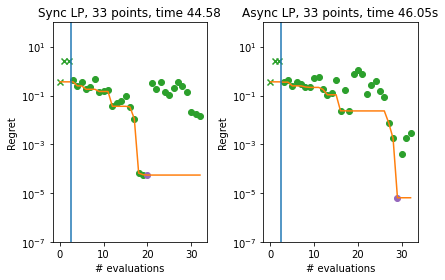 Sync LP, 33 points, time 44.58
Async LP, 33 points, time 46.05s
Regret
10⁻¹
10⁻³
10⁻⁵
10⁻⁷
0 10 20 30
# evaluations
Regret
10⁻¹
10⁻³
10⁻⁵
10⁻⁷
0 10 20 30
# evaluations